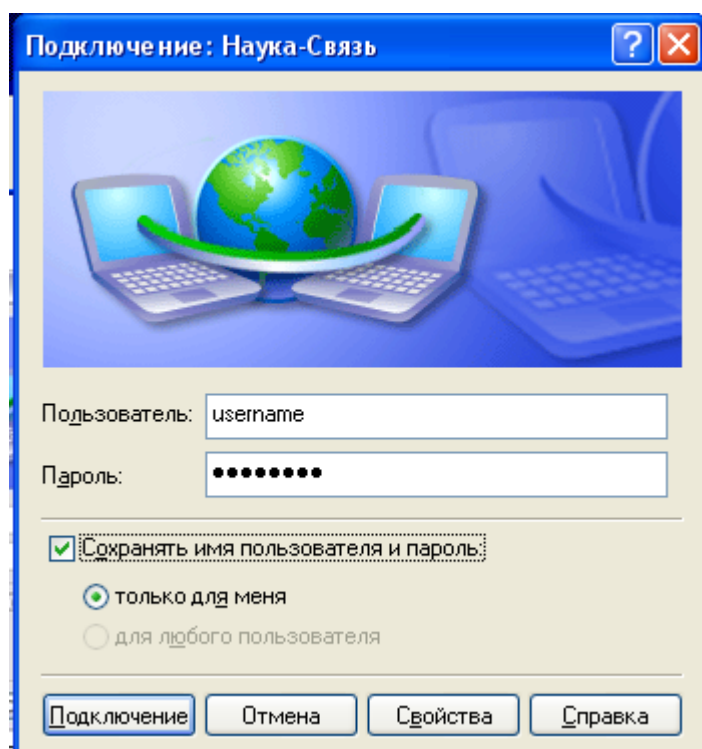 Подключение: Наука-Связь
Пользователь: username
Пароль: ••••••••
Сохранять имя пользователя и пароль:
только для меня
для любого пользователя
Подключение Отмена Свойства Справка